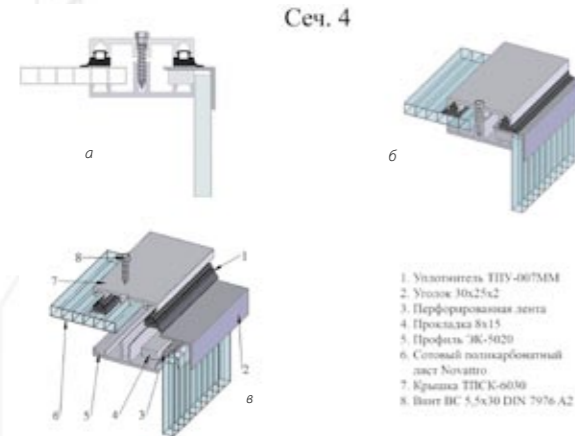 Сеч. 4
а
б
8
7
1
6
5
4
3
2
в
1. Уплотнитель ТПУ-007ММ
2. Уголок 30х25х2
3. Перфорированная лента
4. Прокладка 8х15
5. Профиль ЭК-5020
6. Сотовый поликарбонатный
лист Novattro
7. Крышка ТПСК-6030
8. Винт ВС 5,5х30 DIN 7976 А2